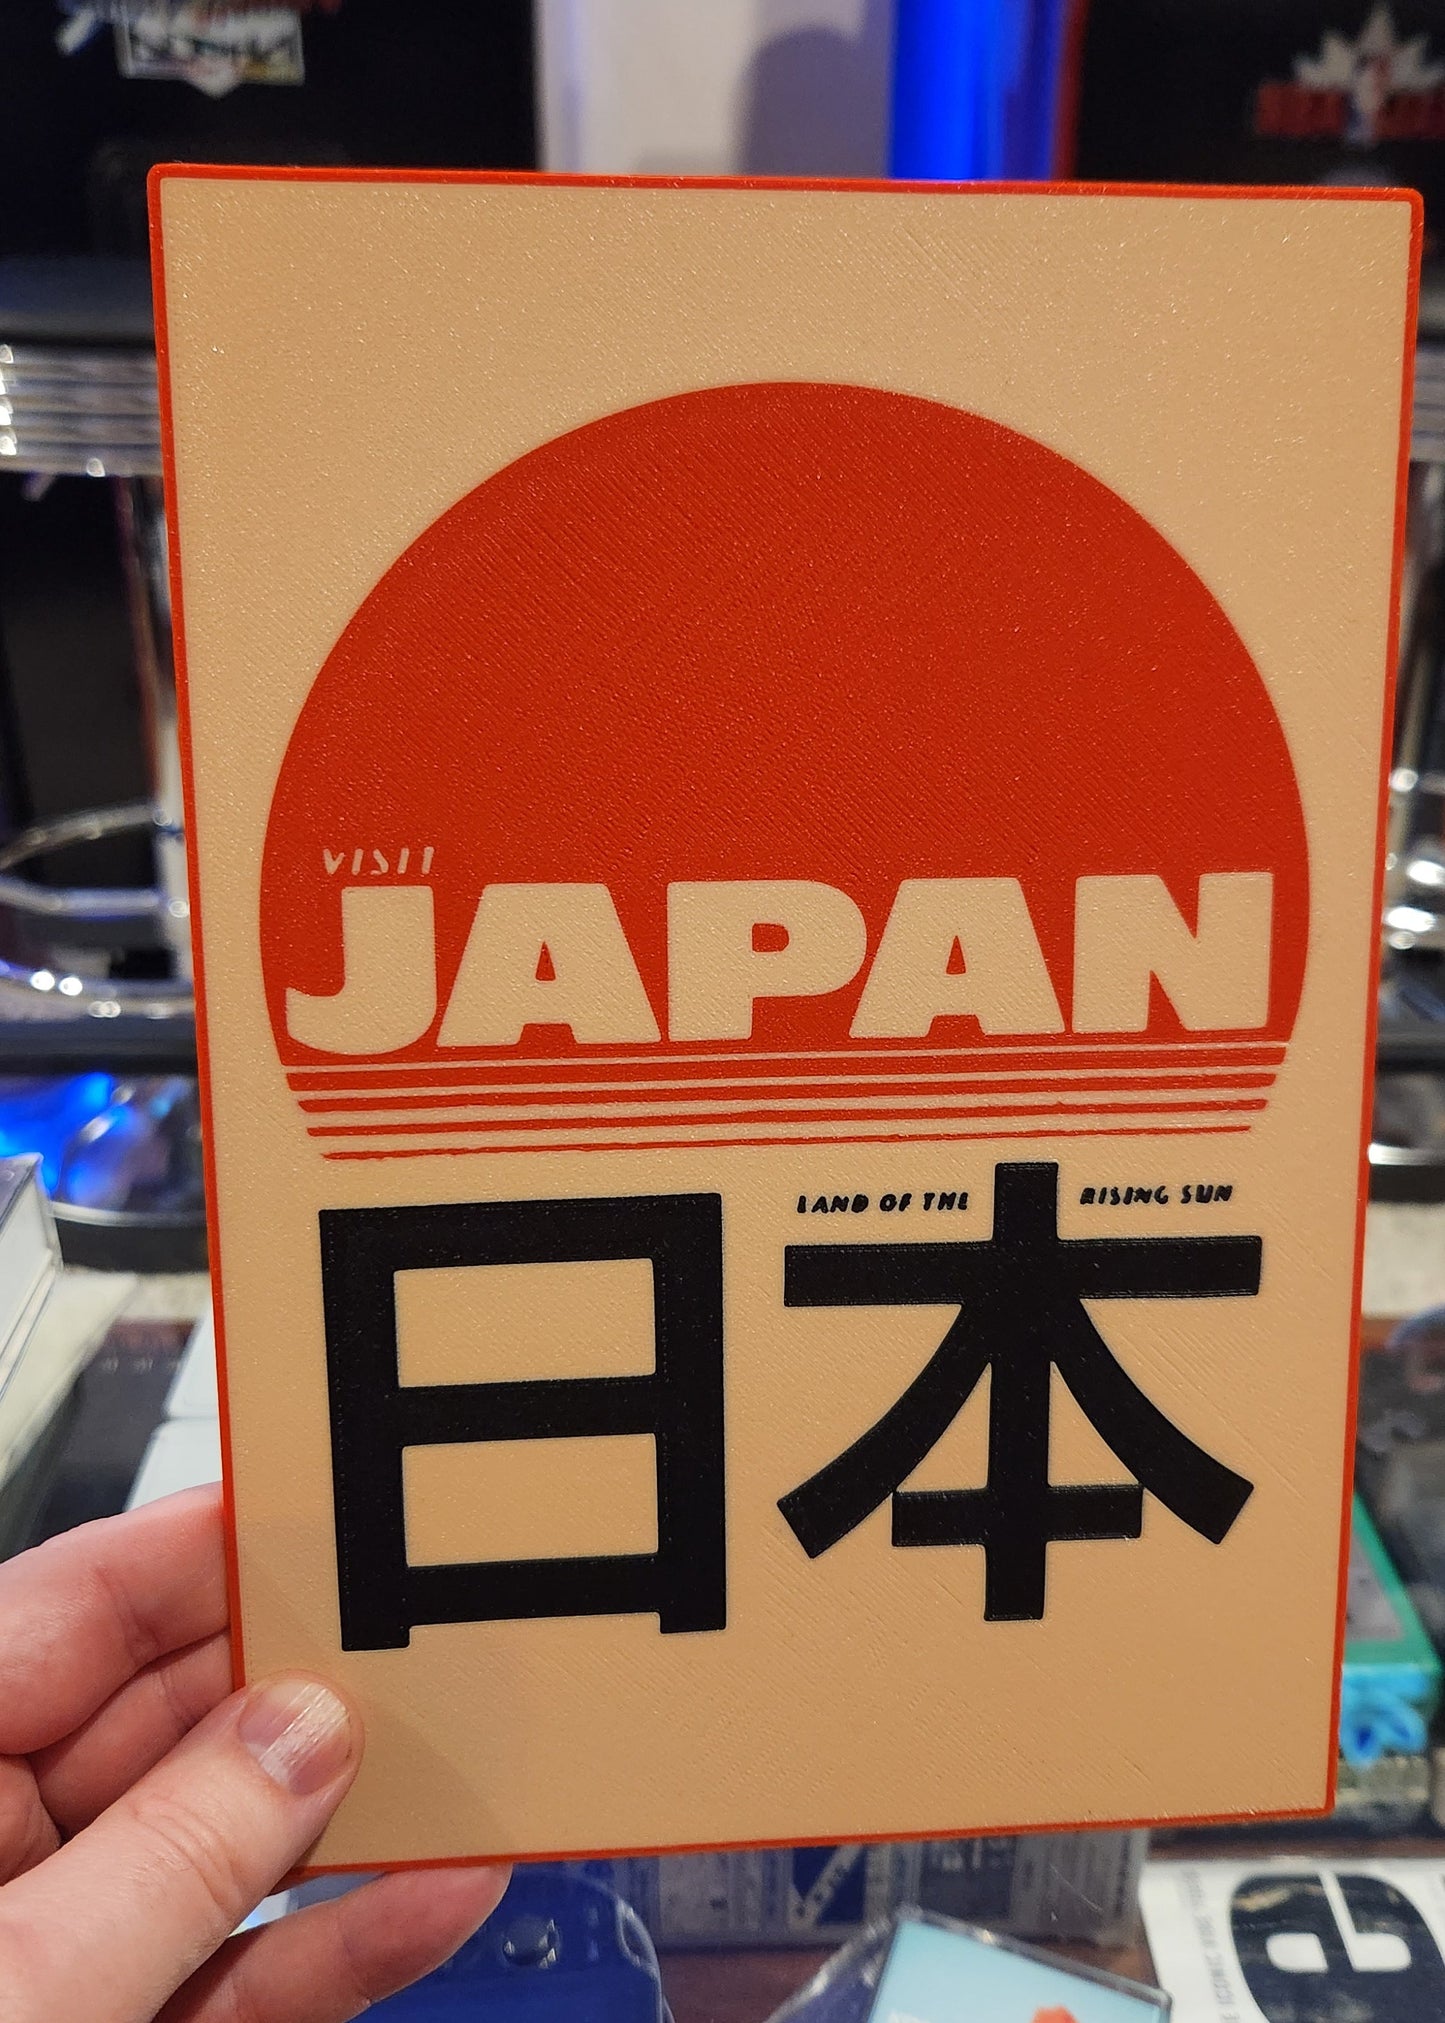 VISIT
JAPAN
LAND OF THE RISING SUN
日本